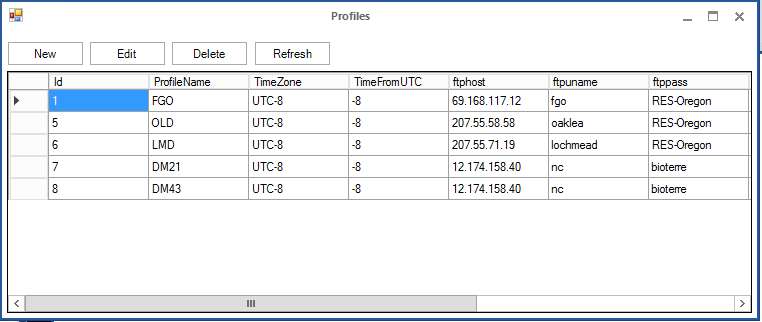 Profiles
New Edit Delete Refresh
Id ProfileName TimeZone TimeFromUTC ftphost ftpuname ftppass
1 FGO UTC-8 -8 69.168.117.12 fgo RES-Oregon
5 OLD UTC-8 -8 207.55.58.58 oaklea RES-Oregon
6 LMD UTC-8 -8 207.55.71.19 lochmead RES-Oregon
7 DM21 UTC-8 -8 12.174.158.40 nc bioterre
8 DM43 UTC-8 -8 12.174.158.40 nc bioterre